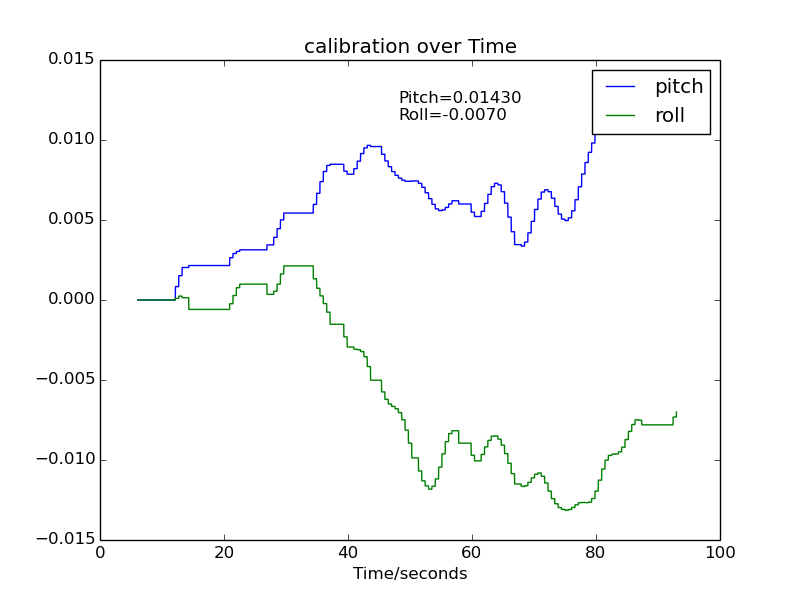 calibration over Time
0.015
0.010
0.005
0.000
−0.005
−0.010
−0.015
Pitch=0.01430
Roll=-0.0070
pitch
roll
0 20 40 60 80 100
Time/seconds